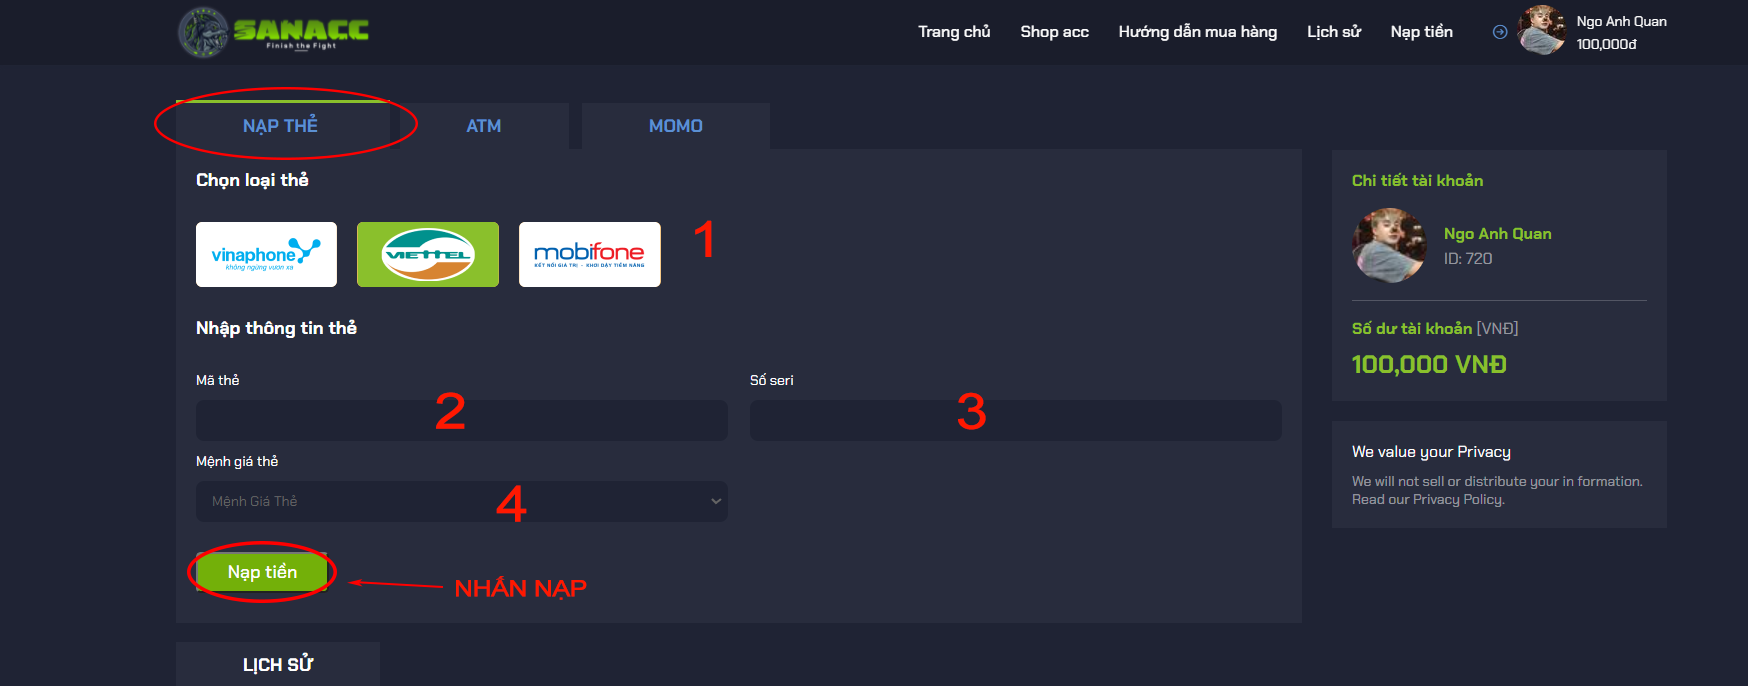 SANACC
Finish the Fight
Trang chủ
Shop acc
Hướng dẫn mua hàng
Lịch sử
Nạp tiền
Ngo Anh Quan
100,000đ
NẠP THẺ
ATM
MOMO
Chọn loại thẻ
vinaphone
không ngừng vươn xa
VIETTEL
mobifone
KẾT NỐI GIÁ TRỊ - KHƠI DẬY TIỀM NĂNG
1
Nhập thông tin thẻ
Mã thẻ
2
Số seri
3
Mệnh giá thẻ
Mệnh Giá Thẻ
4
Nạp tiền
NHẤN NẠP
LỊCH SỬ
Chi tiết tài khoản
Ngo Anh Quan
ID: 720
Số dư tài khoản [VNĐ]
100,000 VNĐ
We value your Privacy
We will not sell or distribute your in formation.
Read our Privacy Policy.